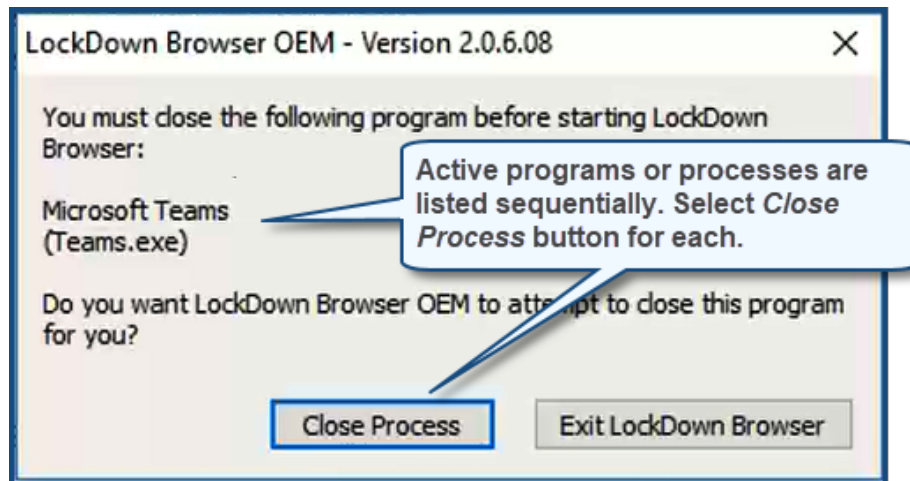 LockDown Browser OEM - Version 2.0.6.08
You must close the following program before starting LockDown
Browser:
Active programs or processes are
listed sequentially. Select Close
Process button for each.
Microsoft Teams
(Teams.exe)
Do you want LockDown Browser OEM to attempt to close this program
for you?
Close Process
Exit LockDown Browser